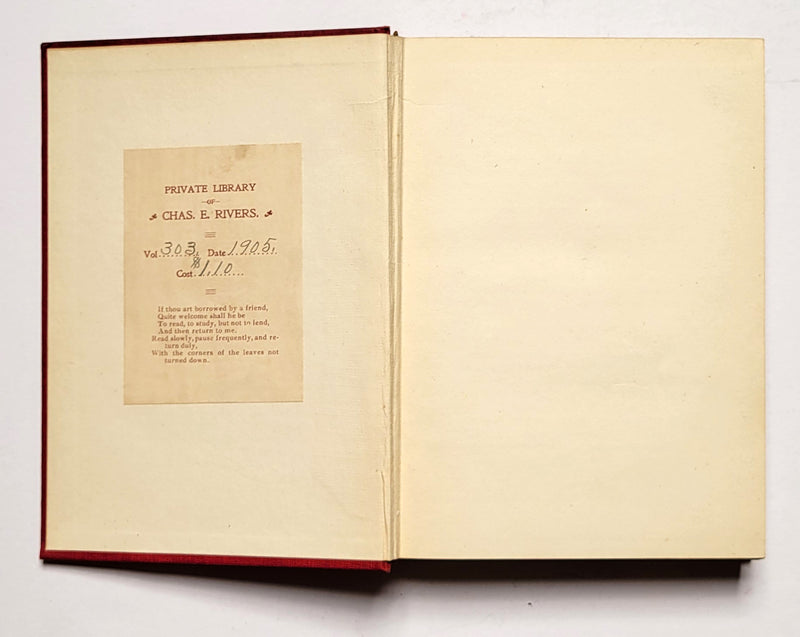 PRIVATE LIBRARY
—OF—
CHAS. E. RIVERS.
Vol. 303. Date 1905.
Cost. $1.10
If thou art borrowed by a friend,
Quite welcome shall he be
To read, to study, but not to lend,
And then return to me.
Read slowly, pause frequently, and re-
turn duly,
With the corners of the leaves not
turned down.